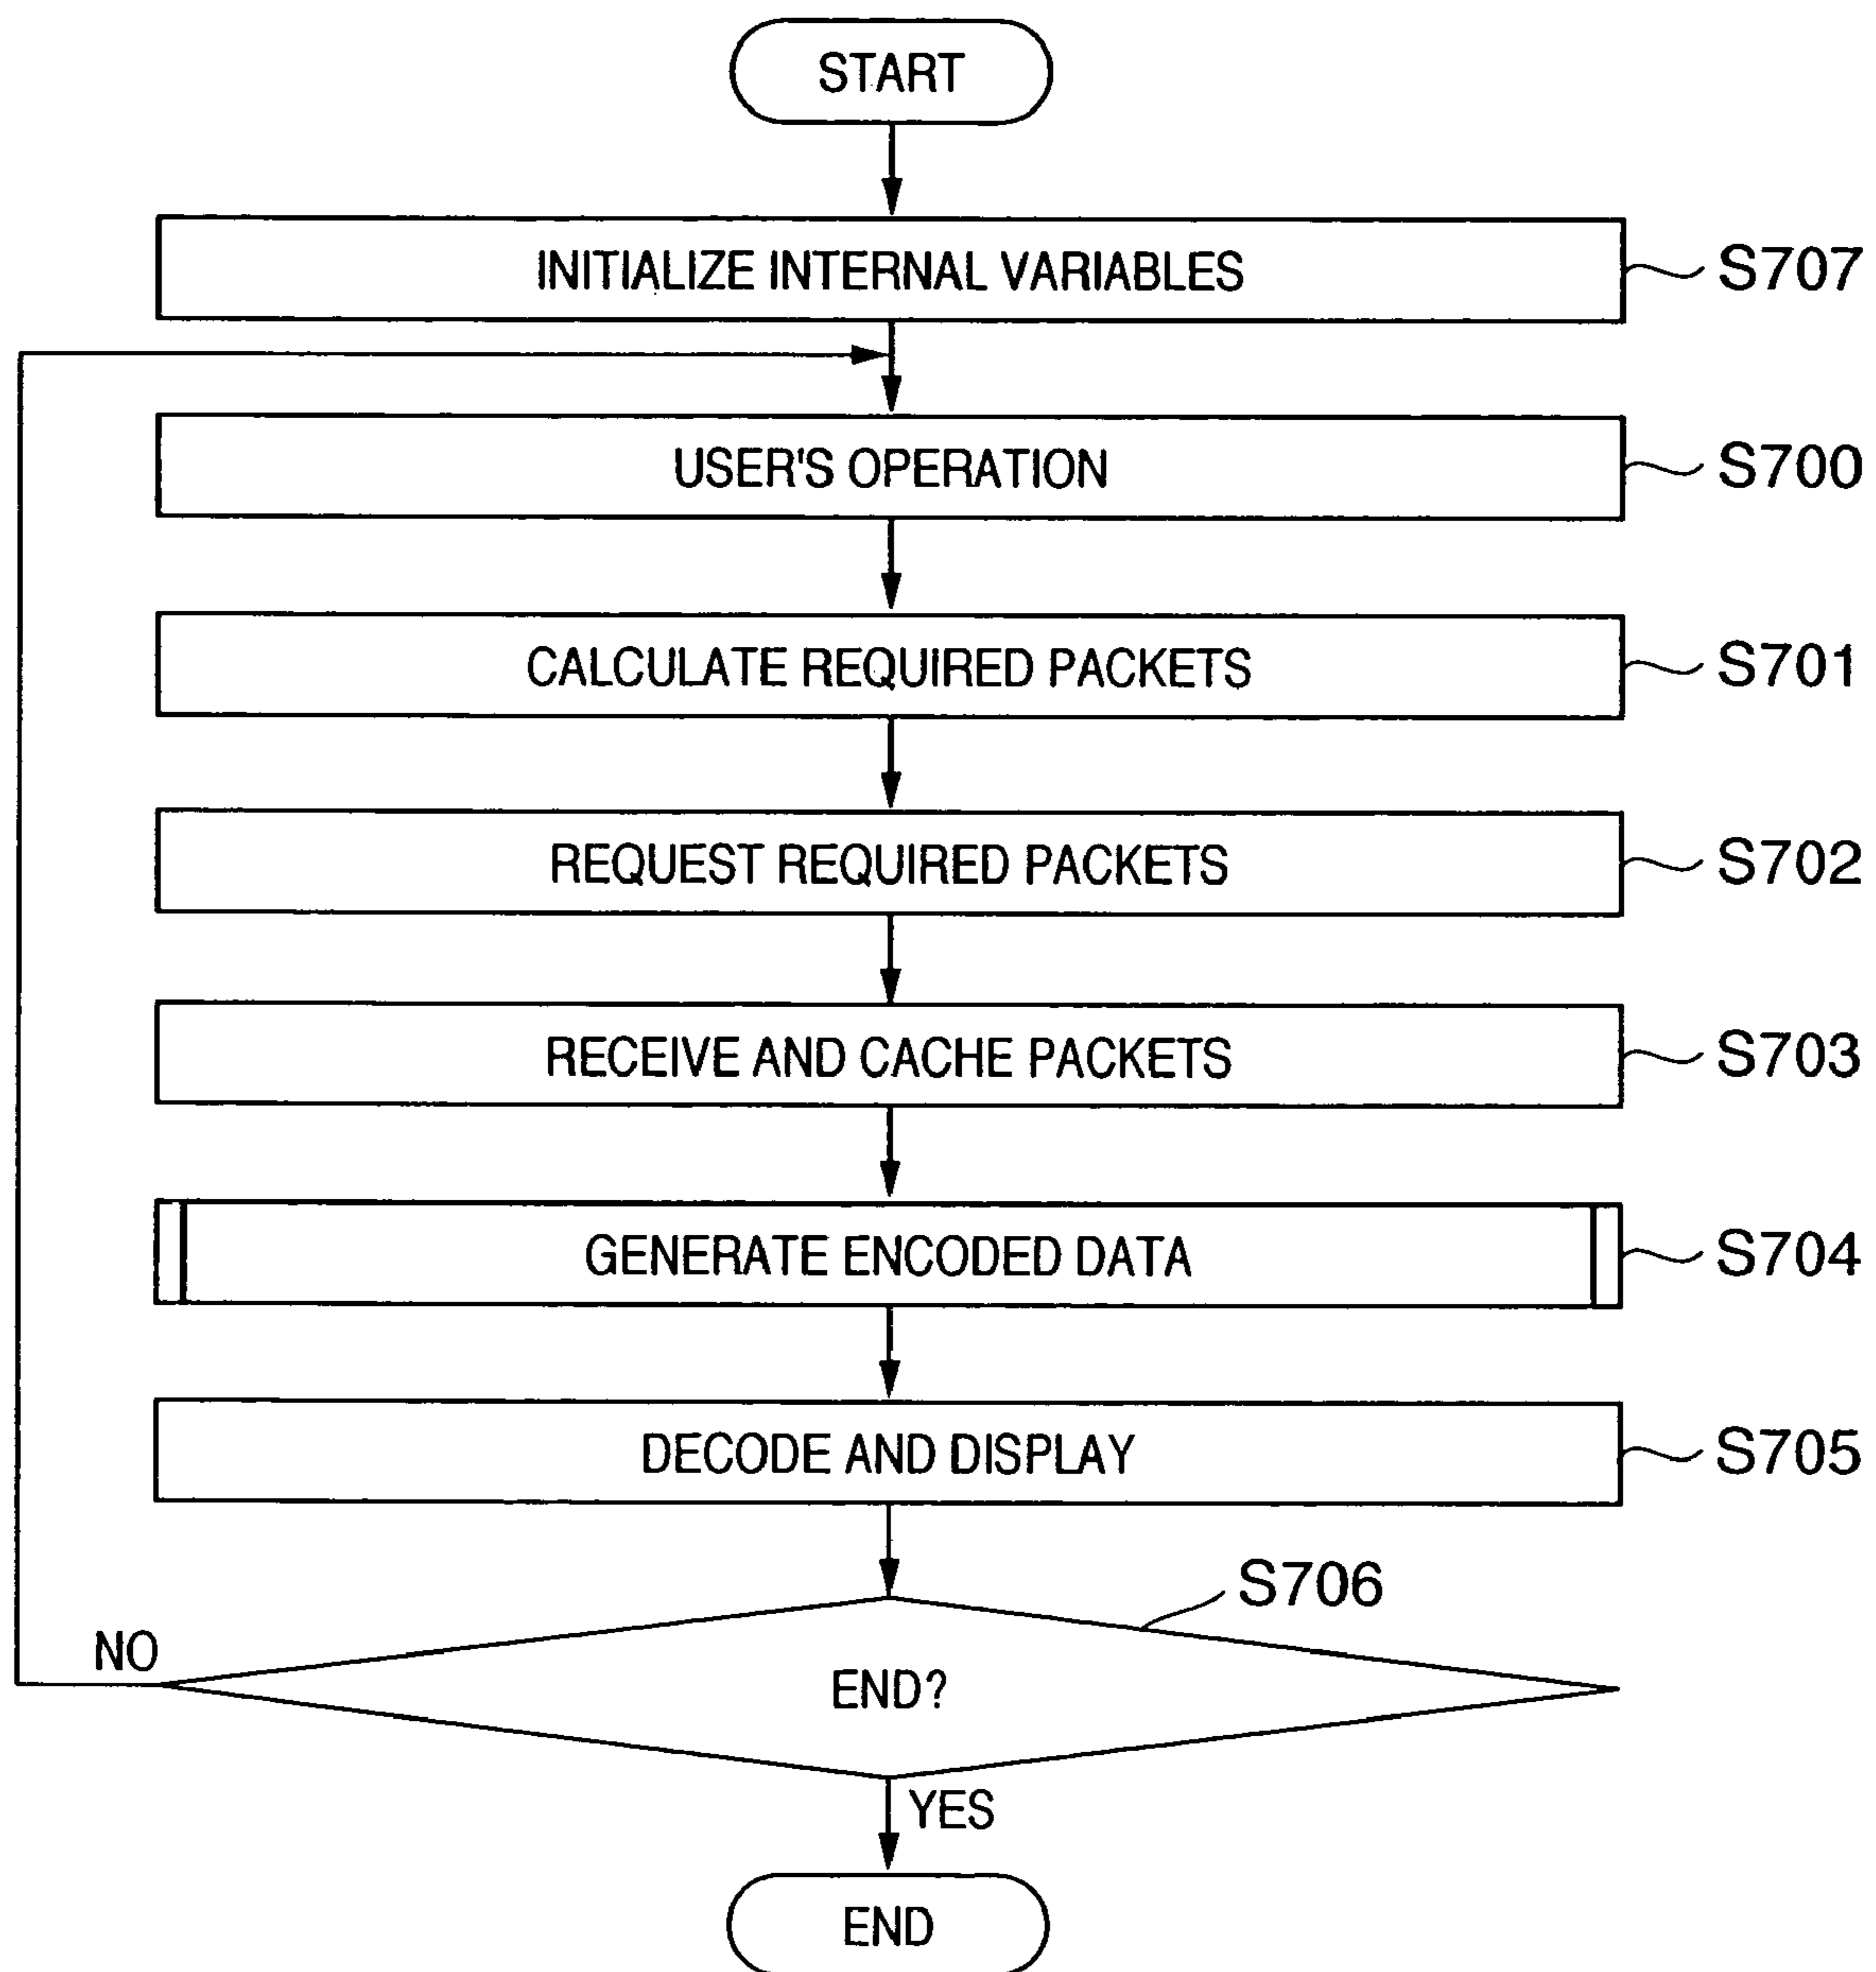 START
INITIALIZE INTERNAL VARIABLES
S707
USER'S OPERATION
S700
CALCULATE REQUIRED PACKETS
S701
REQUEST REQUIRED PACKETS
S702
RECEIVE AND CACHE PACKETS
S703
GENERATE ENCODED DATA
S704
DECODE AND DISPLAY
S705
S706
NO
END?
YES
END